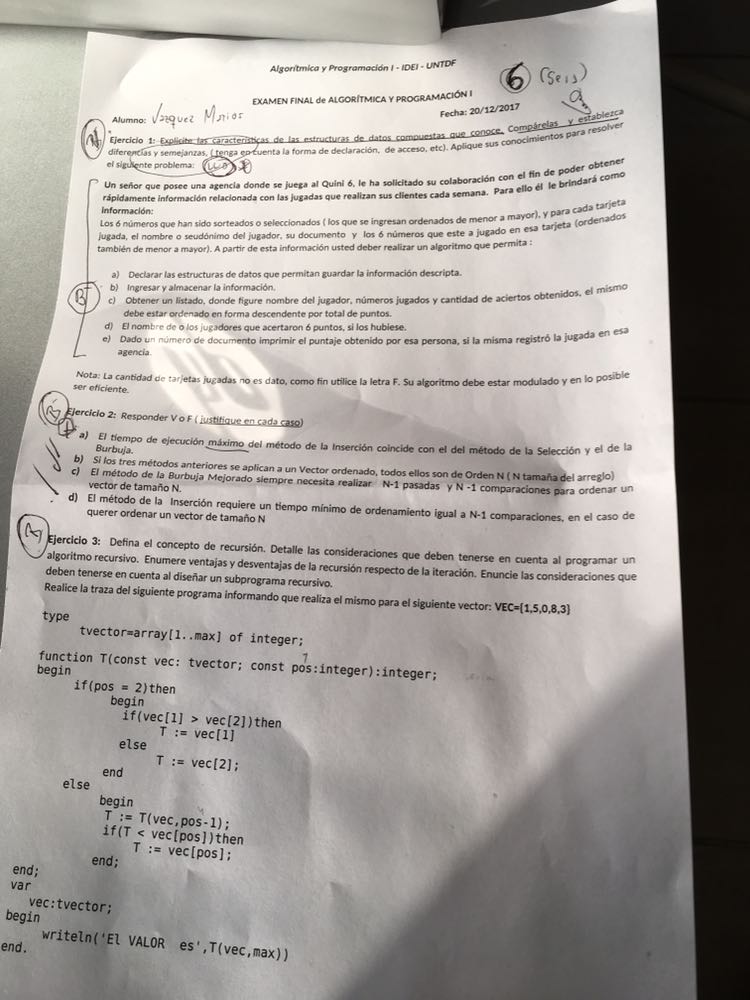 Algorítmica y Programación I - IDEI - UNTDF
6 (Seis)
EXAMEN FINAL de ALGORÍTMICA Y PROGRAMACIÓN I
Alumno: Vazquez Matias Fecha: 20/12/2017
Ejercicio 1: Explicite las características de las estructuras de datos compuestas que conoce. Compárelas y establezca
diferencias y semejanzas, ( tenga en cuenta la forma de declaración, de acceso, etc). Aplique sus conocimientos para resolver
el siguiente problema:
Un señor que posee una agencia donde se juega al Quini 6, le ha solicitado su colaboración con el fin de poder obtener
rápidamente información relacionada con las jugadas que realizan sus clientes cada semana. Para ello él le brindará como
información:
Los 6 números que han sido sorteados o seleccionados ( los que se ingresan ordenados de menor a mayor), y para cada tarjeta
jugada, el nombre o seudónimo del jugador, su documento y los 6 números que este a jugado en esa tarjeta (ordenados
también de menor a mayor). A partir de esta información usted deber realizar un algoritmo que permita :
a) Declarar las estructuras de datos que permitan guardar la información descripta.
b) Ingresar y almacenar la información.
B
c) Obtener un listado, donde figure nombre del jugador, números jugados y cantidad de aciertos obtenidos, el mismo
debe estar ordenado en forma descendente por total de puntos.
d) El nombre de o los jugadores que acertaron 6 puntos, si los hubiese.
e) Dado un número de documento imprimir el puntaje obtenido por esa persona, si la misma registró la jugada en esa
agencia.
Nota: La cantidad de tarjetas jugadas no es dato, como fin utilice la letra F. Su algoritmo debe estar modulado y en lo posible
ser eficiente.
Ejercicio 2: Responder V o F ( justifique en cada caso)
a) El tiempo de ejecución máximo del método de la Inserción coincide con el del método de la Selección y el de la
Burbuja.
b) Si los tres métodos anteriores se aplican a un Vector ordenado, todos ellos son de Orden N ( N tamaña del arreglo)
c) El método de la Burbuja Mejorado siempre necesita realizar N-1 pasadas y N -1 comparaciones para ordenar un
vector de tamaño N.
d) El método de la Inserción requiere un tiempo mínimo de ordenamiento igual a N-1 comparaciones, en el caso de
querer ordenar un vector de tamaño N
Ejercicio 3: Defina el concepto de recursión. Detalle las consideraciones que deben tenerse en cuenta al programar un
algoritmo recursivo. Enumere ventajas y desventajas de la recursión respecto de la iteración. Enuncie las consideraciones que
deben tenerse en cuenta al diseñar un subprograma recursivo.
Realice la traza del siguiente programa informando que realiza el mismo para el siguiente vector: VEC={1,5,0,8,3}
type
tvector=array[1..max] of integer;
function T(const vec: tvector; const pos:integer):integer;
begin
if(pos = 2)then
begin
if(vec[1] > vec[2])then
T := vec[1]
else
T := vec[2];
end
else
begin
T := T(vec,pos-1);
if(T < vec[pos])then
T := vec[pos];
end;
end;
var
vec:tvector;
begin
writeln('El VALOR es',T(vec,max))
end.